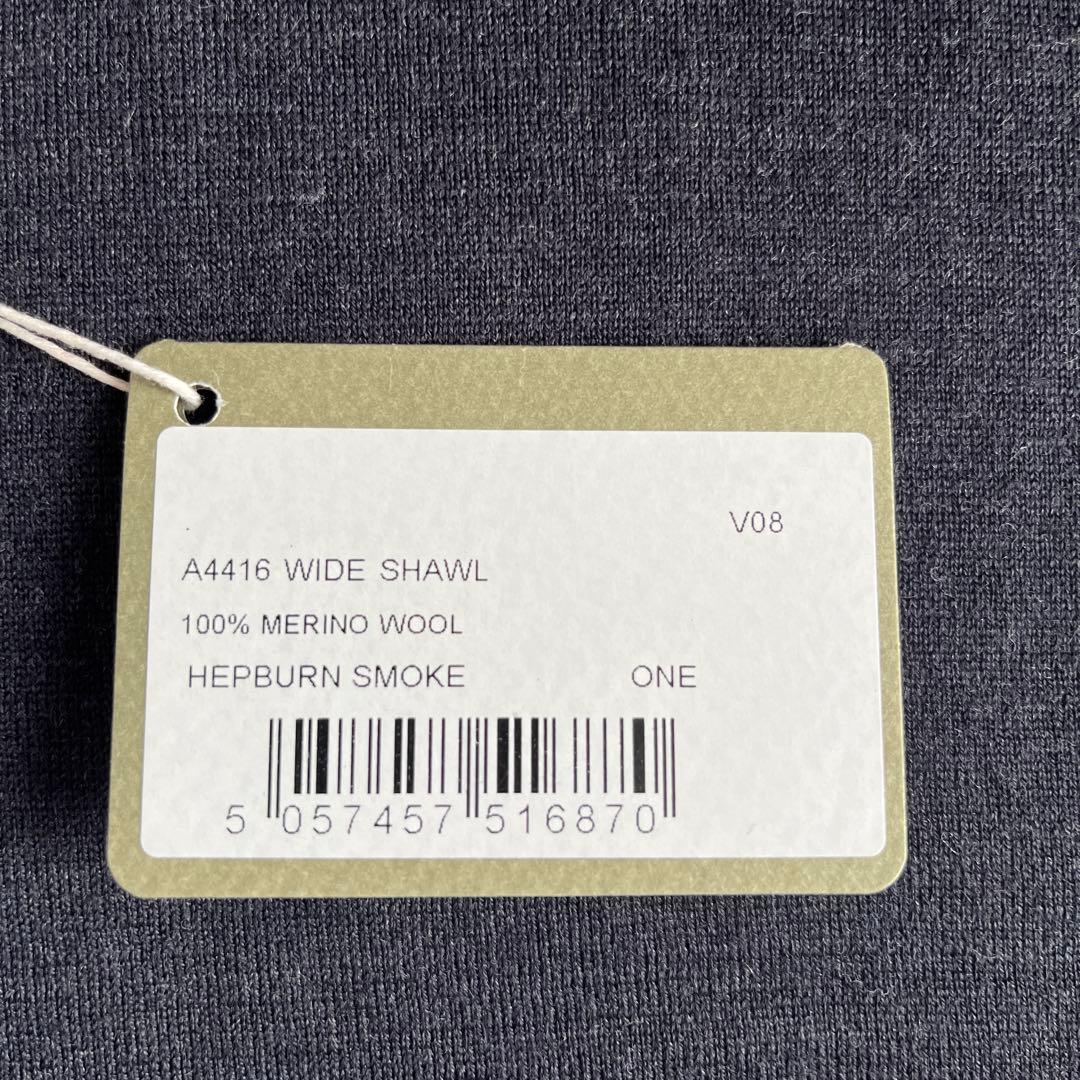 V08
A4416 WIDE SHAWL
100% MERINO WOOL
HEPBURN SMOKE ONE
5 057457 516870